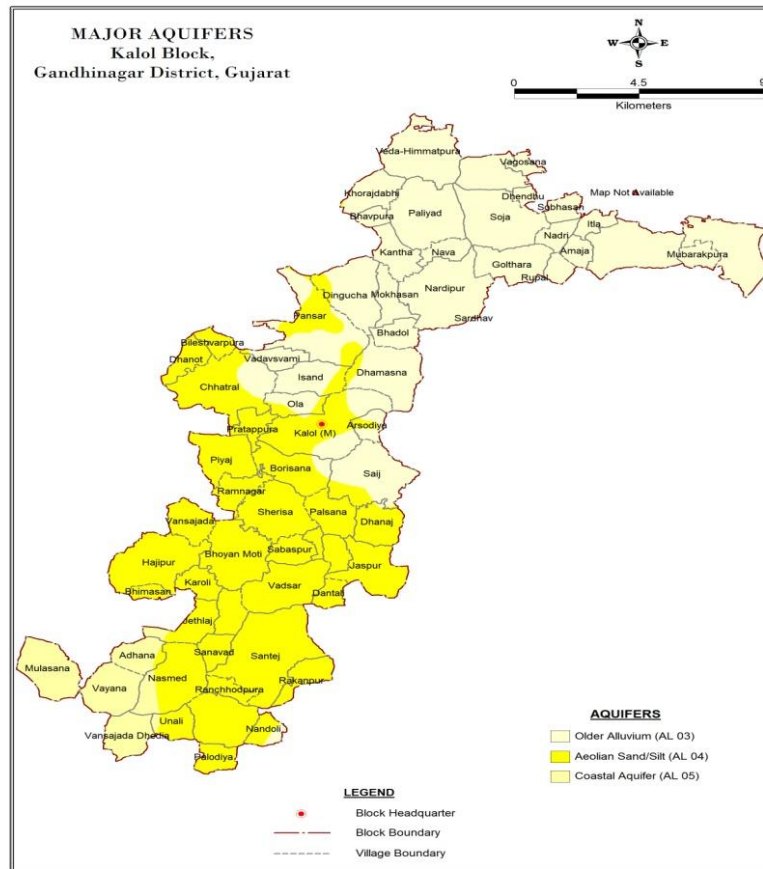 MAJOR AQUIFERS
Kalol Block,
Gandhinagar District, Gujarat
N
W E
S
0 4.5 9
Kilometers
Veda-Himmatpura
Vagosana
Khorajdabhi
Dhendhu
Map Not Available
Bhavpura
Paliyad
Soja
Sobhasan
Itla
Nadri
Kantha
Nava
Amaja
Mubarakpura
Golthara
Rupal
Dingucha
Mokhasan
Nardipur
Pansar
Sardhav
Bhadol
Bileshvarpura
Dhanot
Vadavsvami
Isand
Dhamasna
Chhatral
Ola
Pratappura
Kalol (M)
Arsodiya
Piyaj
Borisana
Saij
Ramnagar
Sherisa
Palsana
Vansajada
Dhanaj
Hajipur
Bhoyan Moti
Sabaspur
Jaspur
Bhimasan
Karoli
Vadsar
Dantali
Jethlaj
Adhana
Sanavad
Santej
Mulasana
Vayana
Nasmed
Ranchhodpura
Rakanpur
Vansajada Dhedia
Unali
Nandoli
Palodiya
AQUIFERS
Older Alluvium (AL 03)
Aeolian Sand/Silt (AL 04)
Coastal Aquifer (AL 05)
LEGEND
Block Headquarter
Block Boundary
Village Boundary